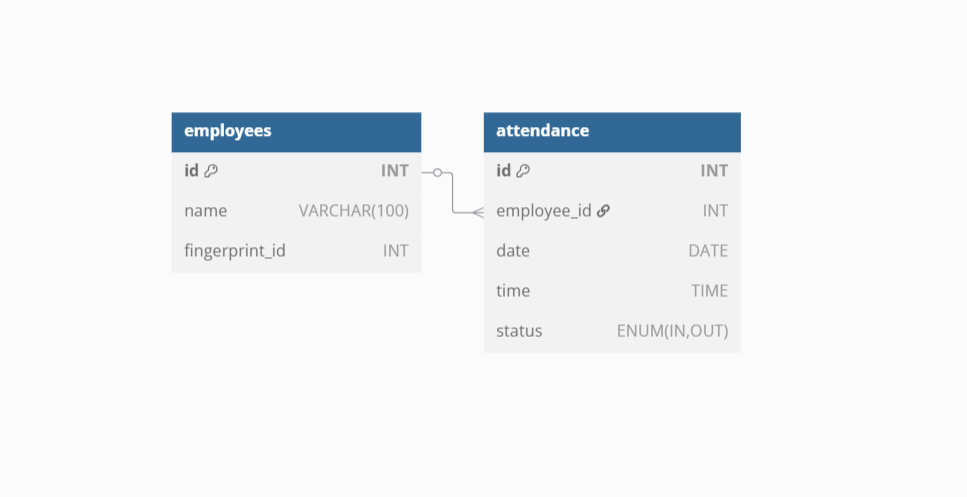 employees
id INT
name VARCHAR(100)
fingerprint_id INT
attendance
id INT
employee_id INT
date DATE
time TIME
status ENUM(IN,OUT)